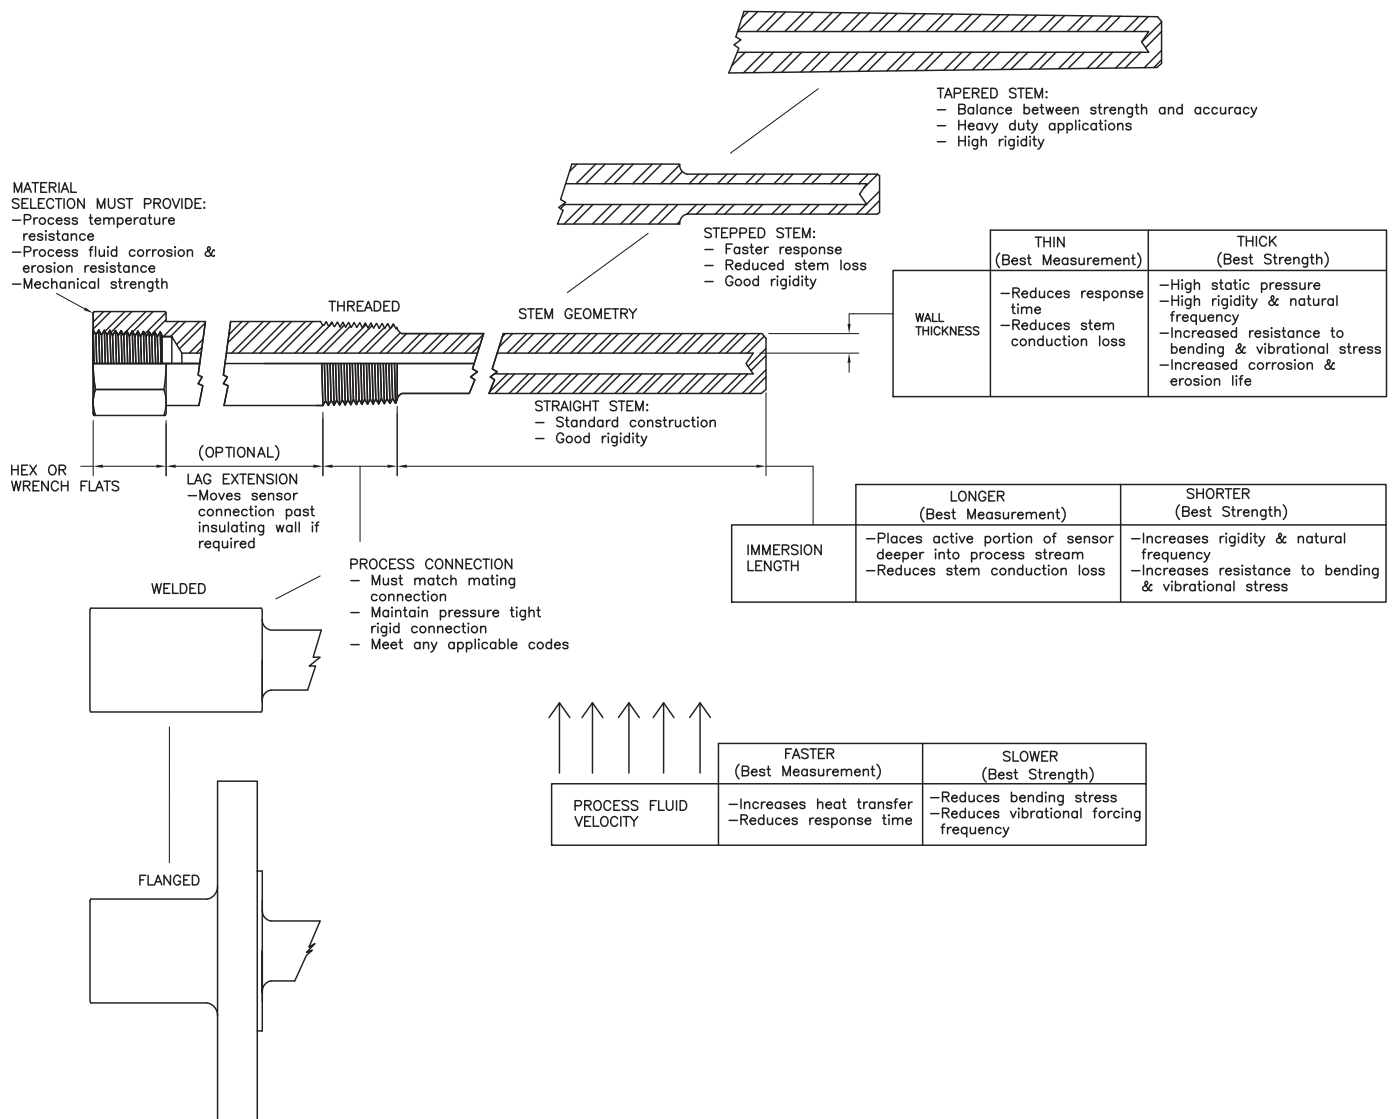 TAPERED STEM:
– Balance between strength and accuracy
– Heavy duty applications
– High rigidity
MATERIAL
SELECTION MUST PROVIDE:
–Process temperature
resistance
–Process fluid corrosion &
erosion resistance
–Mechanical strength
STEPPED STEM:
– Faster response
– Reduced stem loss
– Good rigidity
THREADED
STEM GEOMETRY
STRAIGHT STEM:
– Standard construction
– Good rigidity
THIN
(Best Measurement)
THICK
(Best Strength)
WALL
THICKNESS
–Reduces response
time
–Reduces stem
conduction loss
–High static pressure
–High rigidity & natural
frequency
–Increased resistance to
bending & vibrational stress
–Increased corrosion &
erosion life
HEX OR
WRENCH FLATS
(OPTIONAL)
LAG EXTENSION
–Moves sensor
connection past
insulating wall if
required
LONGER
(Best Measurement)
SHORTER
(Best Strength)
IMMERSION
LENGTH
–Places active portion of sensor
deeper into process stream
–Reduces stem conduction loss
–Increases rigidity & natural
frequency
–Increases resistance to bending
& vibrational stress
PROCESS CONNECTION
– Must match mating
connection
– Maintain pressure tight
rigid connection
– Meet any applicable codes
WELDED
FASTER
(Best Measurement)
SLOWER
(Best Strength)
PROCESS FLUID
VELOCITY
–Increases heat transfer
–Reduces response time
–Reduces bending stress
–Reduces vibrational forcing
frequency
FLANGED